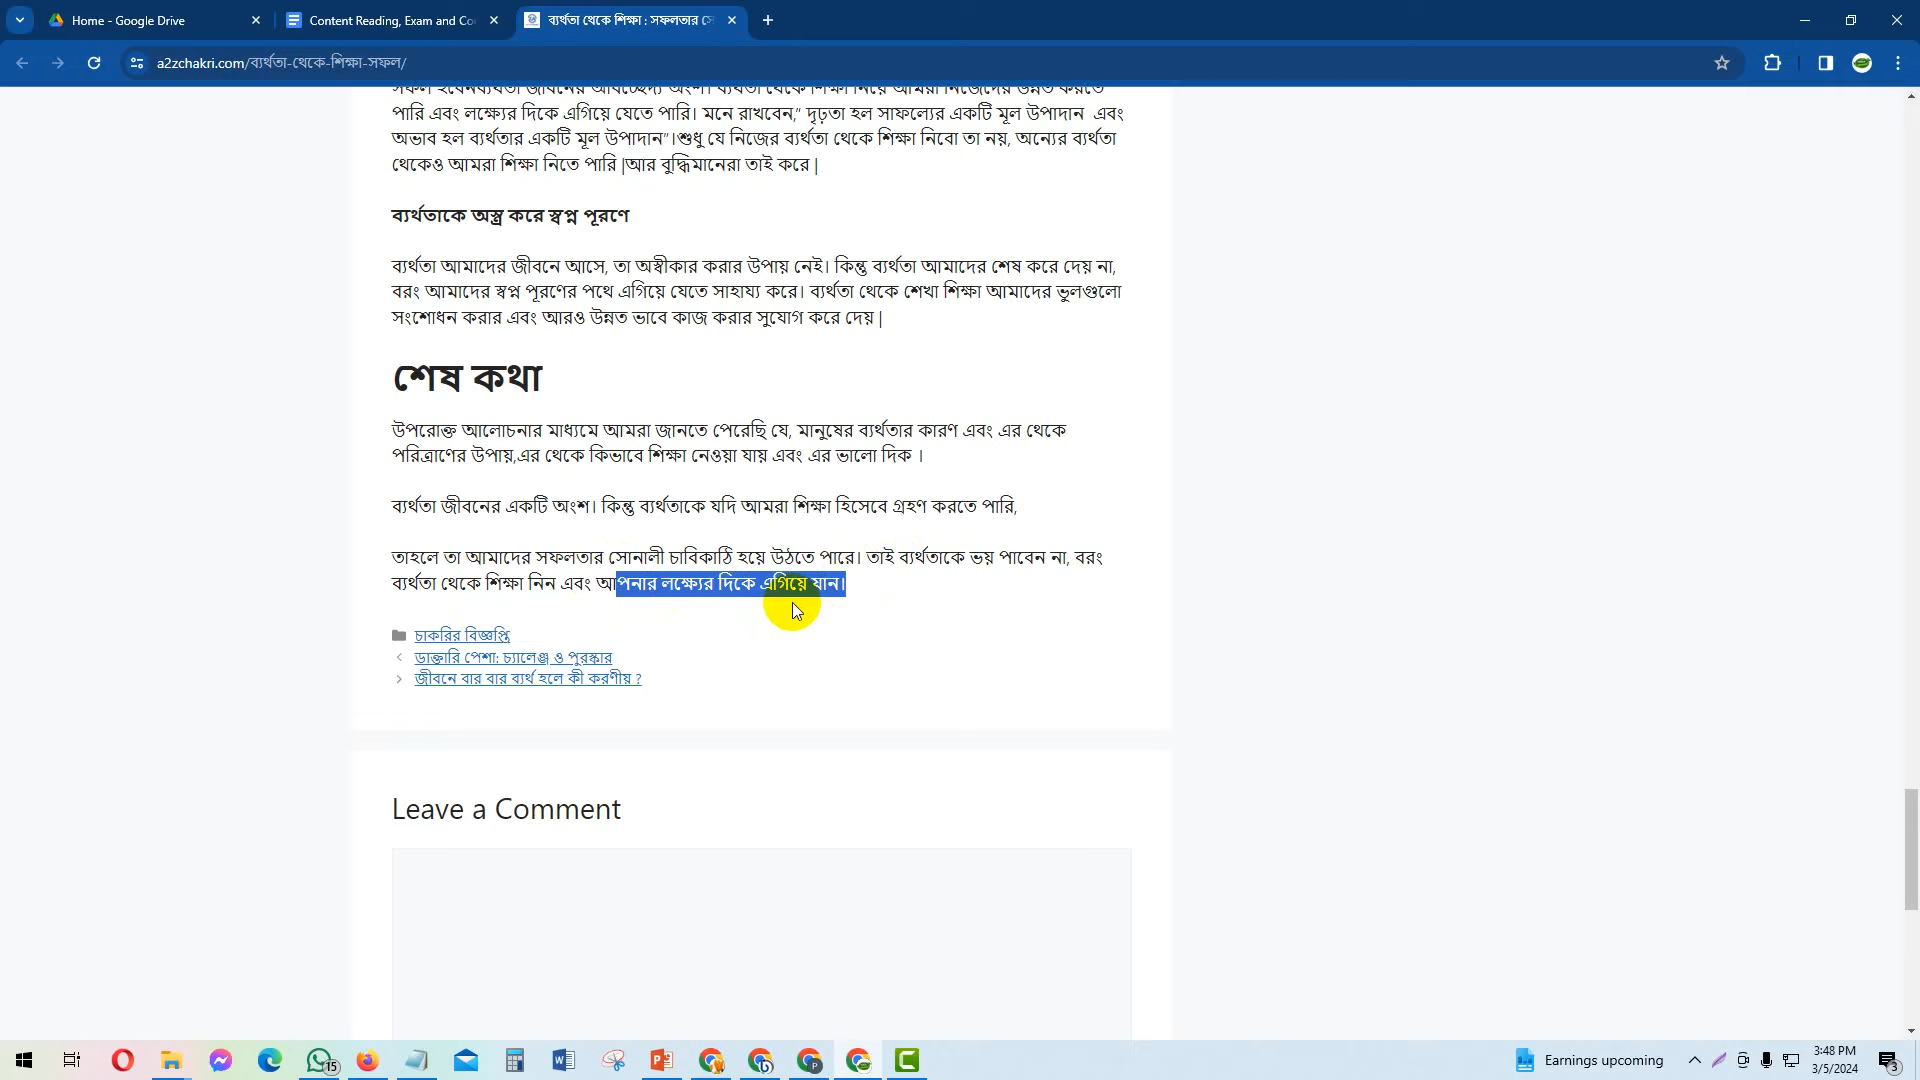 Home - Google Drive
Content Reading, Exam and Co
ব্যর্থতা থেকে শিক্ষা : সফলতার সে
a2zchakri.com/ব্যর্থতা-থেকে-শিক্ষা-সফল/
পারি এবং লক্ষ্যের দিকে এগিয়ে যেতে পারি। মনে রাখবেন," দৃঢ়তা হল সাফল্যের একটি মূল উপাদান এবং
অভাব হল ব্যর্থতার একটি মূল উপাদান"।শুধু যে নিজের ব্যর্থতা থেকে শিক্ষা নিবো তা নয়, অন্যের ব্যর্থতা
থেকেও আমরা শিক্ষা নিতে পারি |আর বুদ্ধিমানেরা তাই করে |
ব্যর্থতাকে অস্ত্র করে স্বপ্ন পূরণে
ব্যর্থতা আমাদের জীবনে আসে, তা অস্বীকার করার উপায় নেই। কিন্তু ব্যর্থতা আমাদের শেষ করে দেয় না,
বরং আমাদের স্বপ্ন পূরণের পথে এগিয়ে যেতে সাহায্য করে। ব্যর্থতা থেকে শেখা শিক্ষা আমাদের ভুলগুলো
সংশোধন করার এবং আরও উন্নত ভাবে কাজ করার সুযোগ করে দেয় |
শেষ কথা
উপরোক্ত আলোচনার মাধ্যমে আমরা জানতে পেরেছি যে, মানুষের ব্যর্থতার কারণ এবং এর থেকে
পরিত্রাণের উপায়,এর থেকে কিভাবে শিক্ষা নেওয়া যায় এবং এর ভালো দিক ।
ব্যর্থতা জীবনের একটি অংশ। কিন্তু ব্যর্থতাকে যদি আমরা শিক্ষা হিসেবে গ্রহণ করতে পারি,
তাহলে তা আমাদের সফলতার সোনালী চাবিকাঠি হয়ে উঠতে পারে। তাই ব্যর্থতাকে ভয় পাবেন না, বরং
ব্যর্থতা থেকে শিক্ষা নিন এবং আপনার লক্ষ্যের দিকে এগিয়ে যান।
চাকরির বিজ্ঞপ্তি
ডাক্তারি পেশা: চ্যালেঞ্জ ও পুরস্কার
জীবনে বার বার ব্যর্থ হলে কী করণীয় ?
Leave a Comment
15
Earnings upcoming
3:48 PM
3/5/2024
3